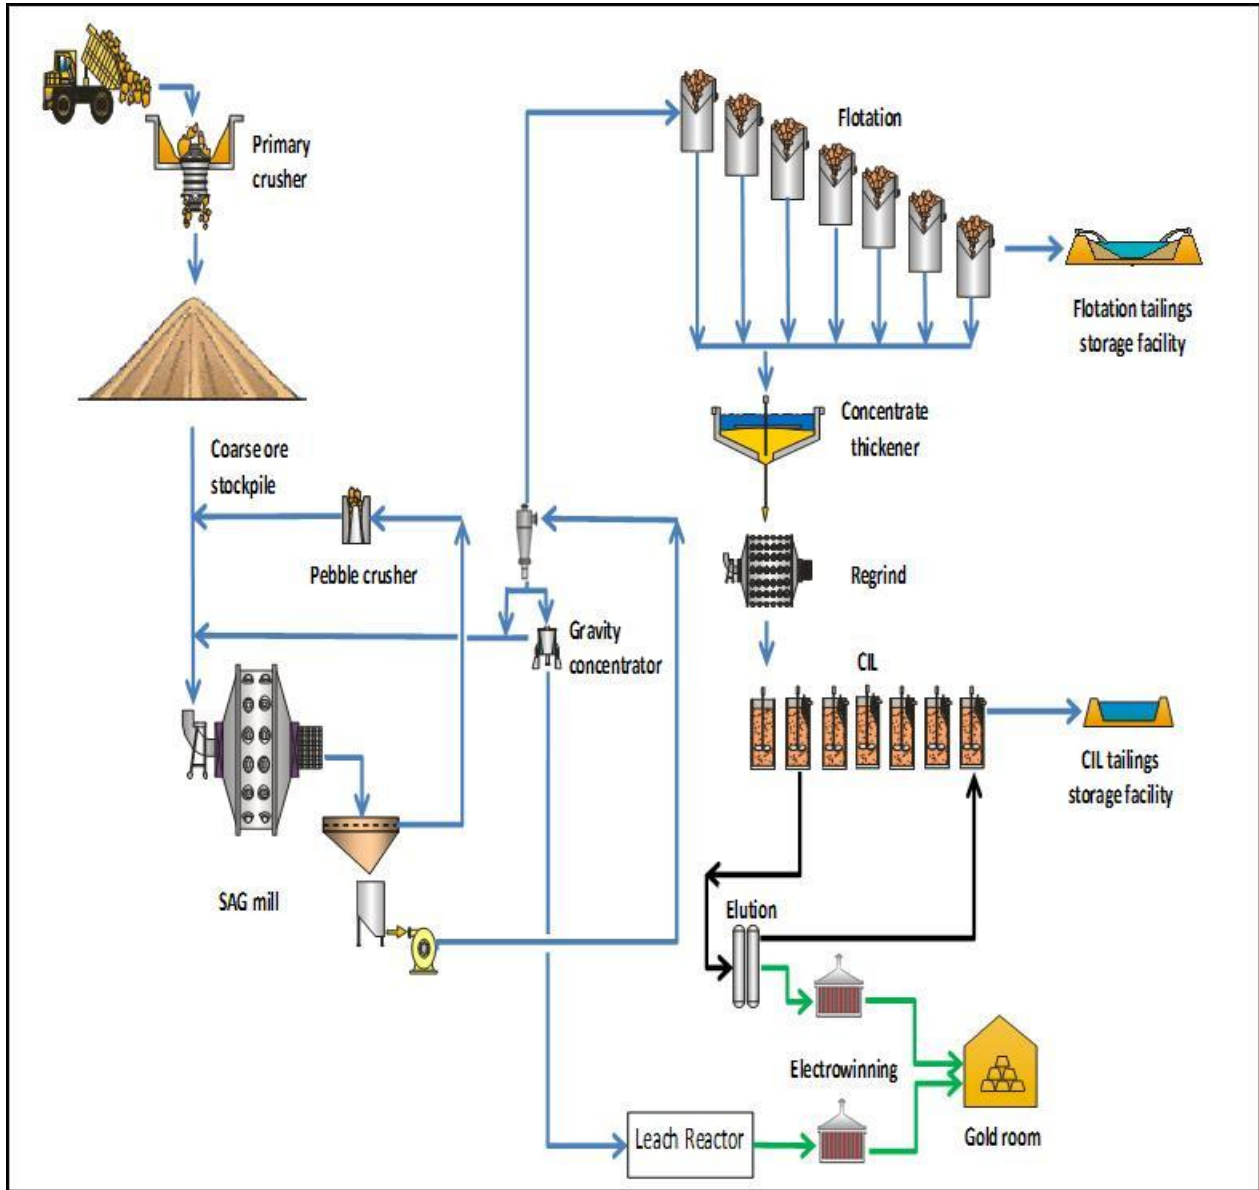 Primary
crusher
Flotation
Flotation tailings
storage facility
Concentrate
thickener
Coarse ore
stockpile
Pebble crusher
Regrind
Gravity
concentrator
CIL
CIL tailings
storage facility
SAG mill
Elution
Electrowinning
Leach Reactor
Gold room